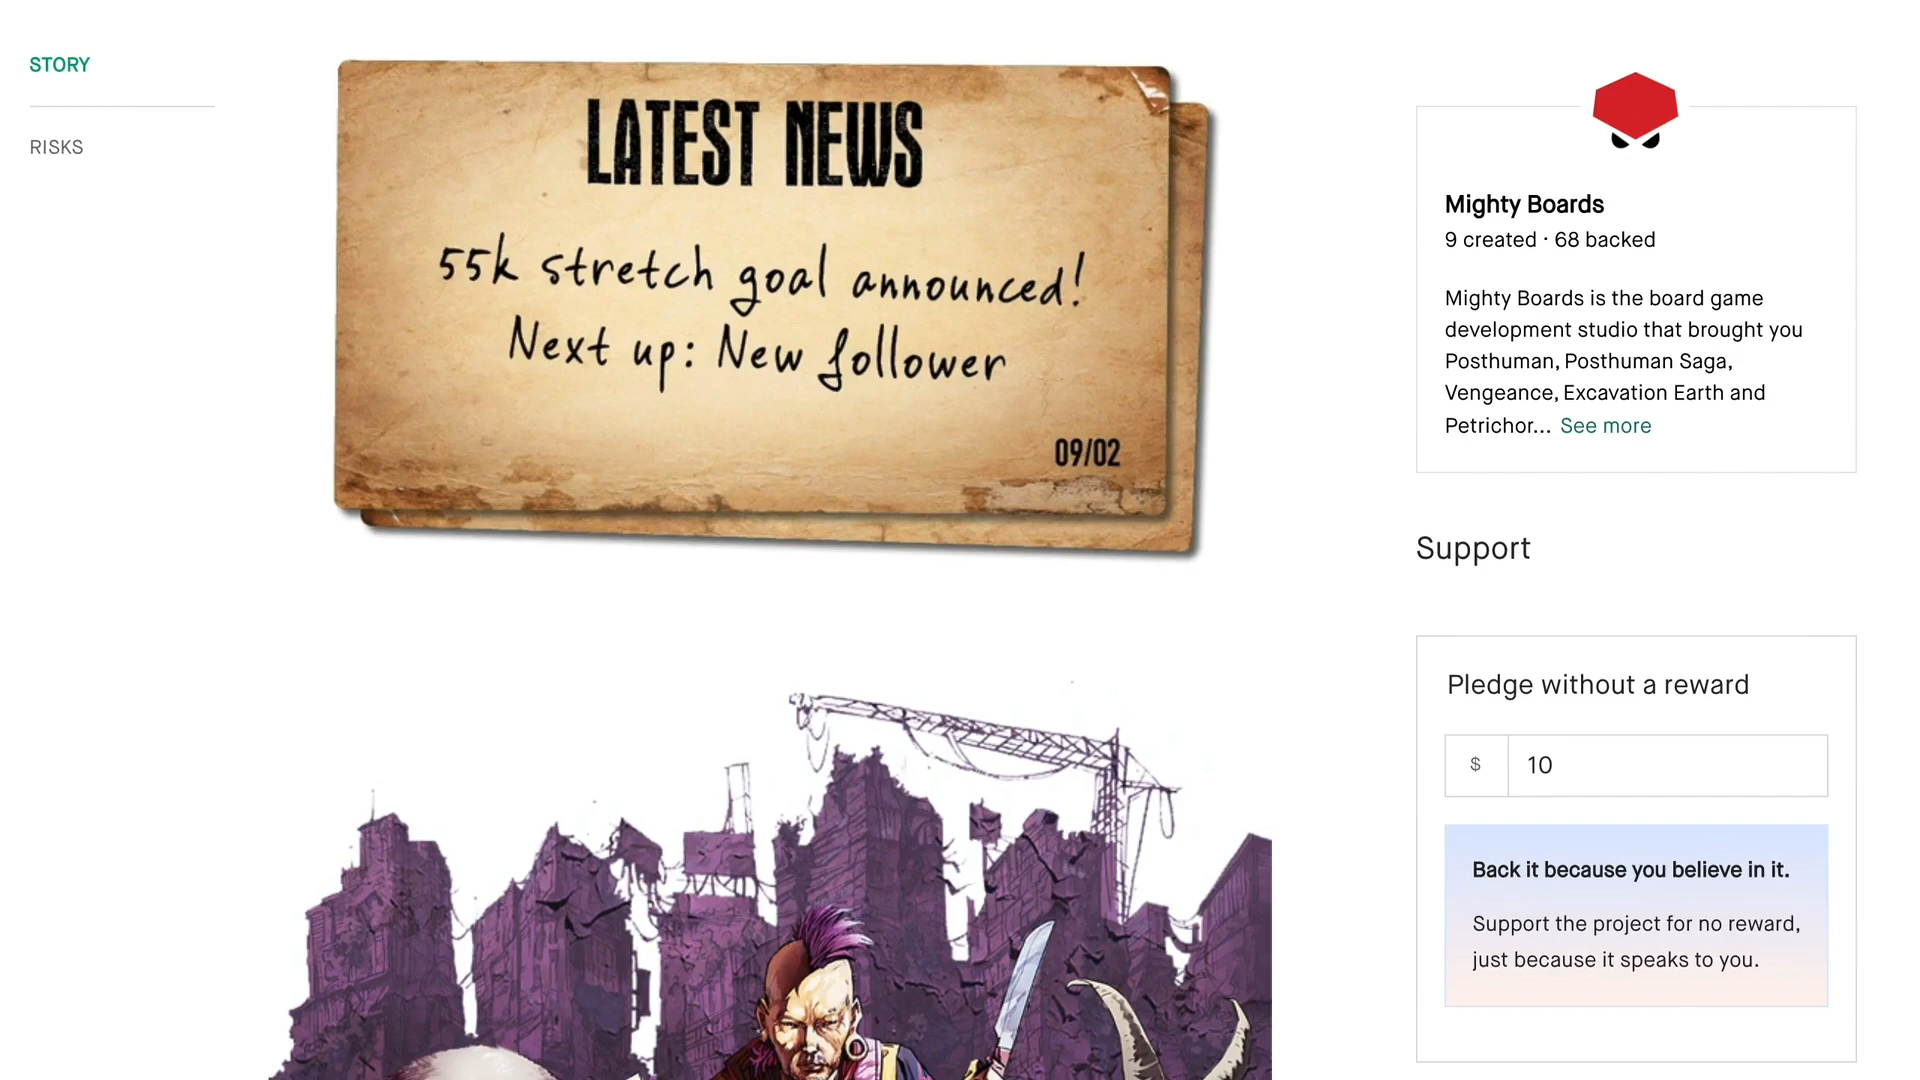 STORY
RISKS
LATEST NEWS
55k stretch goal announced!
Next up: New follower
09/02
Mighty Boards
9 created · 68 backed
Mighty Boards is the board game
development studio that brought you
Posthuman, Posthuman Saga,
Vengeance, Excavation Earth and
Petrichor... See more
Support
Pledge without a reward
$ 10
Back it because you believe in it.
Support the project for no reward,
just because it speaks to you.